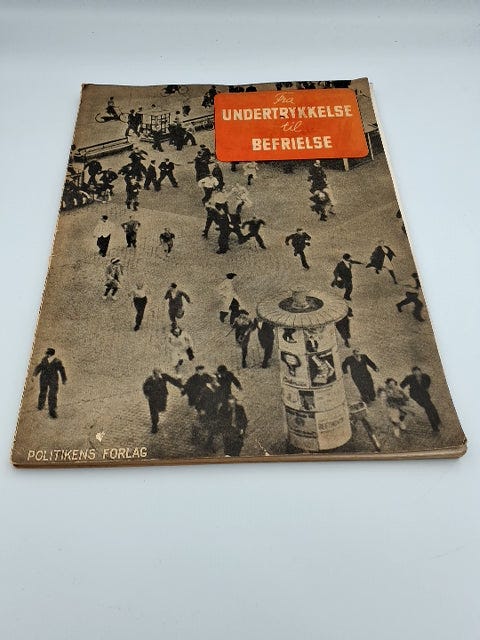 Fra
UNDERTRYKKELSE
til
BEFRIELSE
POLITIKENS FORLAG